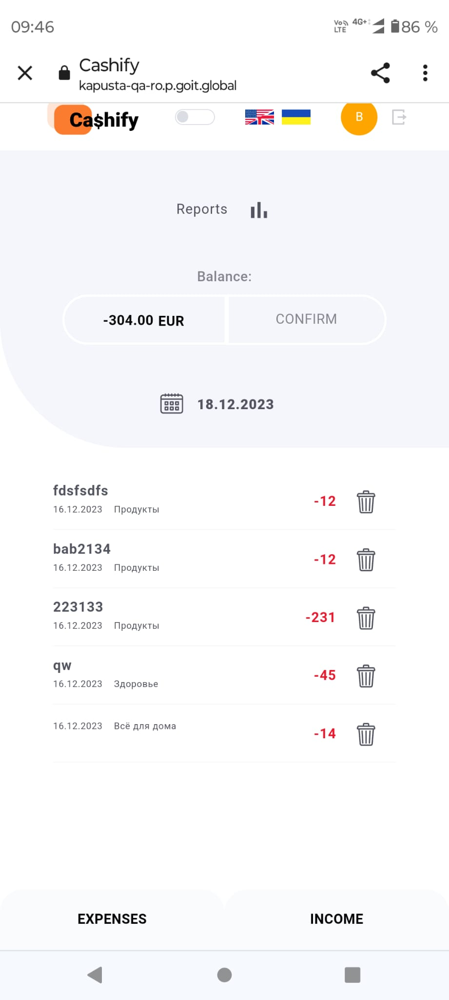 09:46
Vo LTE 4G+ 86 %
Cashify
kapusta-qa-ro.p.goit.global
Ca$hify
B
Reports
Balance:
-304.00 EUR CONFIRM
18.12.2023
fdsfsdfs
16.12.2023 Продукты
-12
bab2134
16.12.2023 Продукты
-12
223133
16.12.2023 Продукты
-231
qw
16.12.2023 Здоровье
-45
16.12.2023 Всё для дома
-14
EXPENSES INCOME